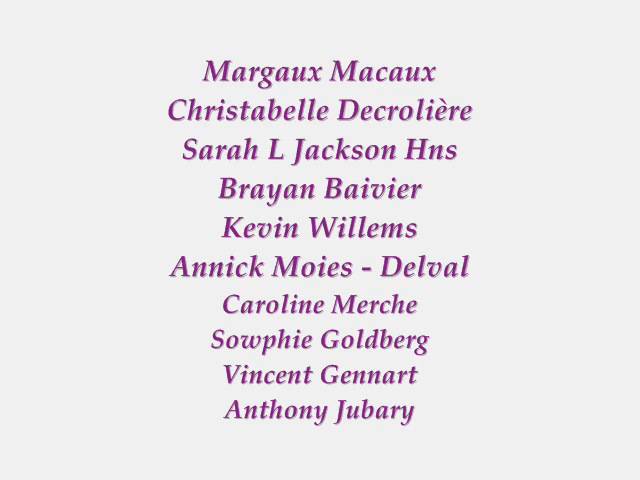 Margaux Macaux
Christabelle Decrolière
Sarah L Jackson Hns
Brayan Baivier
Kevin Willems
Annick Moies - Delval
Caroline Merche
Sowphie Goldberg
Vincent Gennart
Anthony Jubary